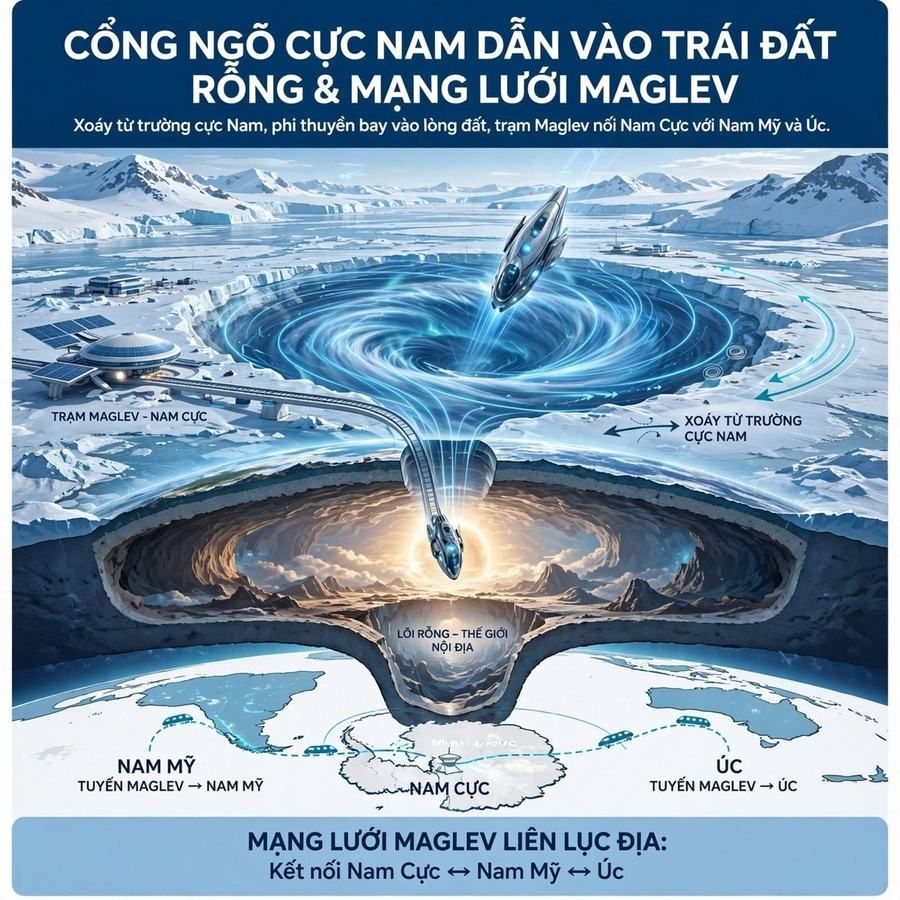 CỔNG NGÕ CỰC NAM DẪN VÀO TRÁI ĐẤT
RỖNG & MẠNG LƯỚI MAGLEV
Xoáy từ trường cực Nam, phi thuyền bay vào lòng đất, trạm Maglev nối Nam Cực với Nam Mỹ và Úc.
TRẠM MAGLEV - NAM CỰC
XOÁY TỪ TRƯỜNG
CỰC NAM
LÕI RỖNG – THẾ GIỚI
NỘI ĐỊA
NAM MỸ
TUYẾN MAGLEV → NAM MỸ
NAM CỰC
ÚC
TUYẾN MAGLEV → ÚC
MẠNG LƯỚI MAGLEV LIÊN LỤC ĐỊA:
Kết nối Nam Cực ↔ Nam Mỹ ↔ Úc